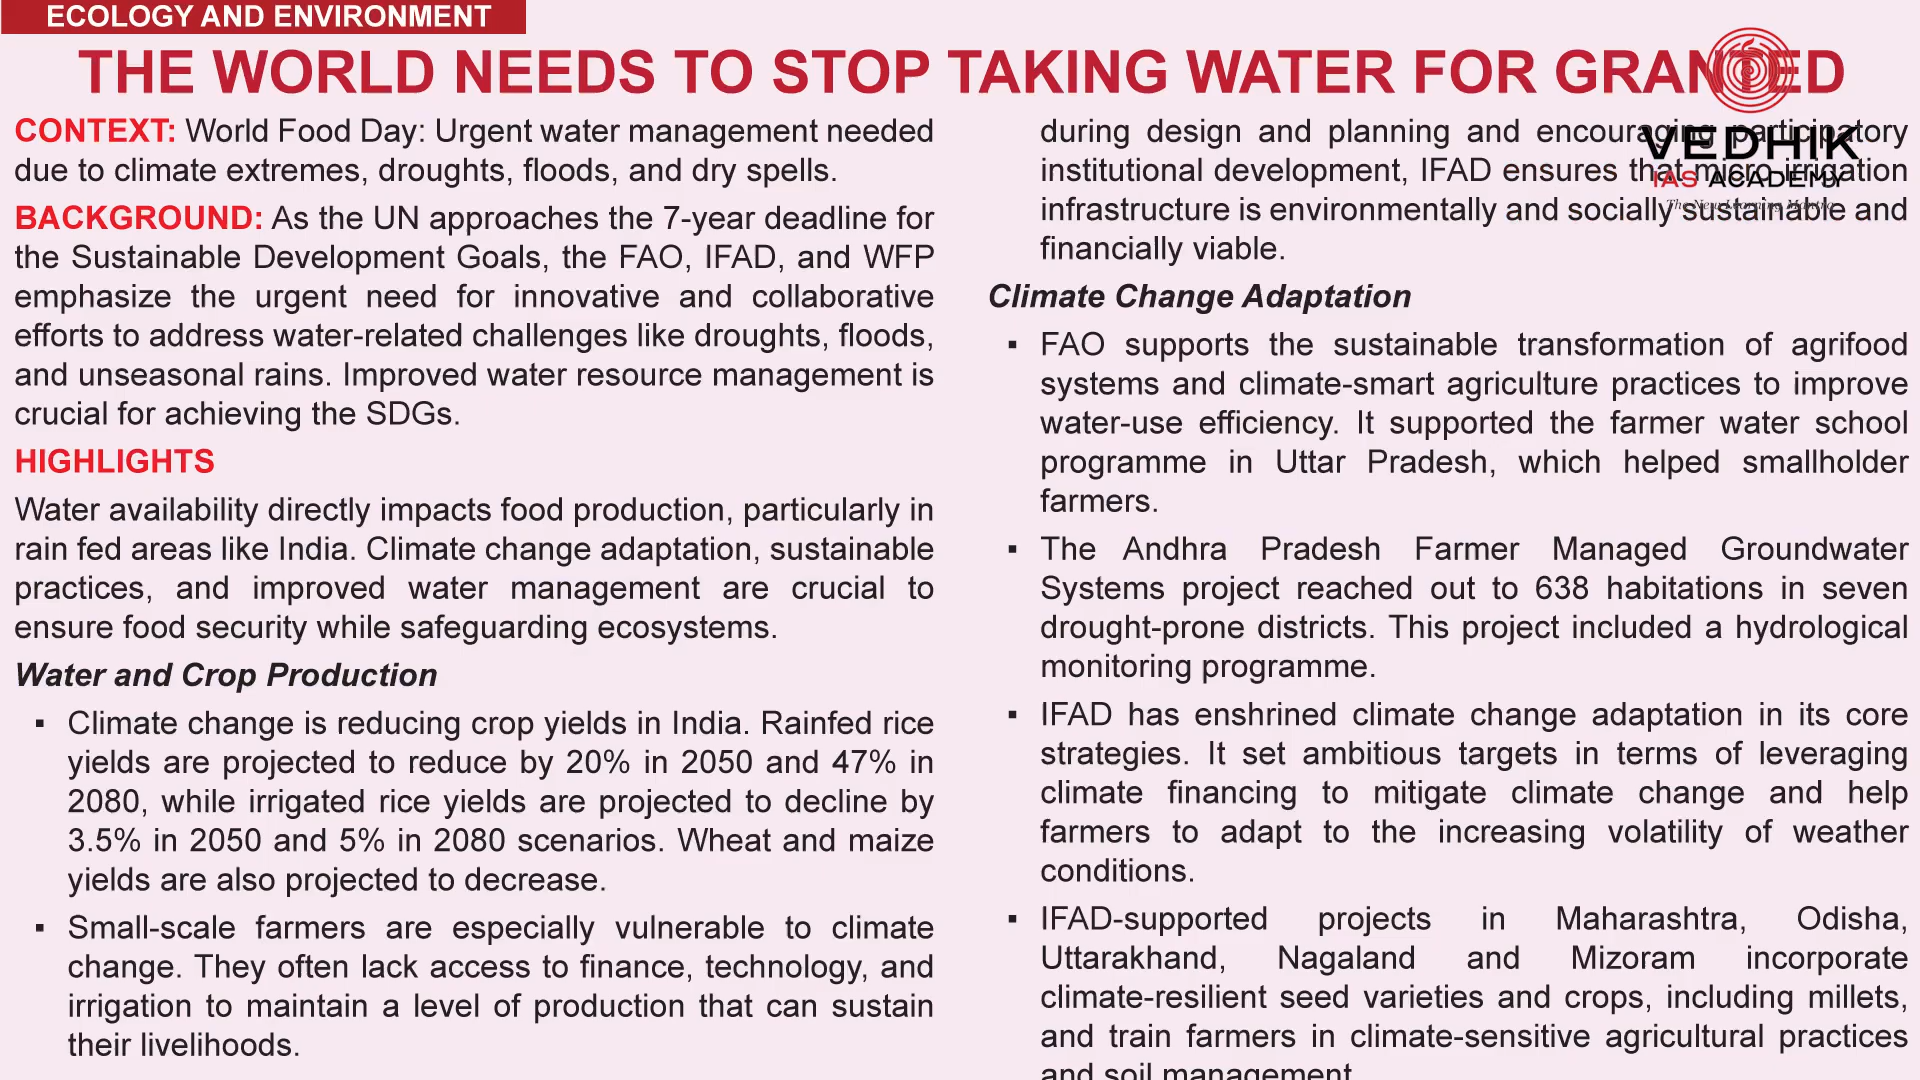 ECOLOGY AND ENVIRONMENT
THE WORLD NEEDS TO STOP TAKING WATER FOR GRANTED
CONTEXT: World Food Day: Urgent water management needed
due to climate extremes, droughts, floods, and dry spells.
BACKGROUND: As the UN approaches the 7-year deadline for
the Sustainable Development Goals, the FAO, IFAD, and WFP
emphasize the urgent need for innovative and collaborative
efforts to address water-related challenges like droughts, floods,
and unseasonal rains. Improved water resource management is
crucial for achieving the SDGs.
HIGHLIGHTS
Water availability directly impacts food production, particularly in
rain fed areas like India. Climate change adaptation, sustainable
practices, and improved water management are crucial to
ensure food security while safeguarding ecosystems.
Water and Crop Production
▪ Climate change is reducing crop yields in India. Rainfed rice
yields are projected to reduce by 20% in 2050 and 47% in
2080, while irrigated rice yields are projected to decline by
3.5% in 2050 and 5% in 2080 scenarios. Wheat and maize
yields are also projected to decrease.
▪ Small-scale farmers are especially vulnerable to climate
change. They often lack access to finance, technology, and
irrigation to maintain a level of production that can sustain
their livelihoods.
during design and planning and encouraging participatory
institutional development, IFAD ensures that micro irrigation
infrastructure is environmentally and socially sustainable and
financially viable.
Climate Change Adaptation
▪ FAO supports the sustainable transformation of agrifood
systems and climate-smart agriculture practices to improve
water-use efficiency. It supported the farmer water school
programme in Uttar Pradesh, which helped smallholder
farmers.
▪ The Andhra Pradesh Farmer Managed Groundwater
Systems project reached out to 638 habitations in seven
drought-prone districts. This project included a hydrological
monitoring programme.
▪ IFAD has enshrined climate change adaptation in its core
strategies. It set ambitious targets in terms of leveraging
climate financing to mitigate climate change and help
farmers to adapt to the increasing volatility of weather
conditions.
▪ IFAD-supported projects in Maharashtra, Odisha,
Uttarakhand, Nagaland and Mizoram incorporate
climate-resilient seed varieties and crops, including millets,
and train farmers in climate-sensitive agricultural practices
and soil management.
VEDHIK
IAS ACADEMY
The New Learning Mantra